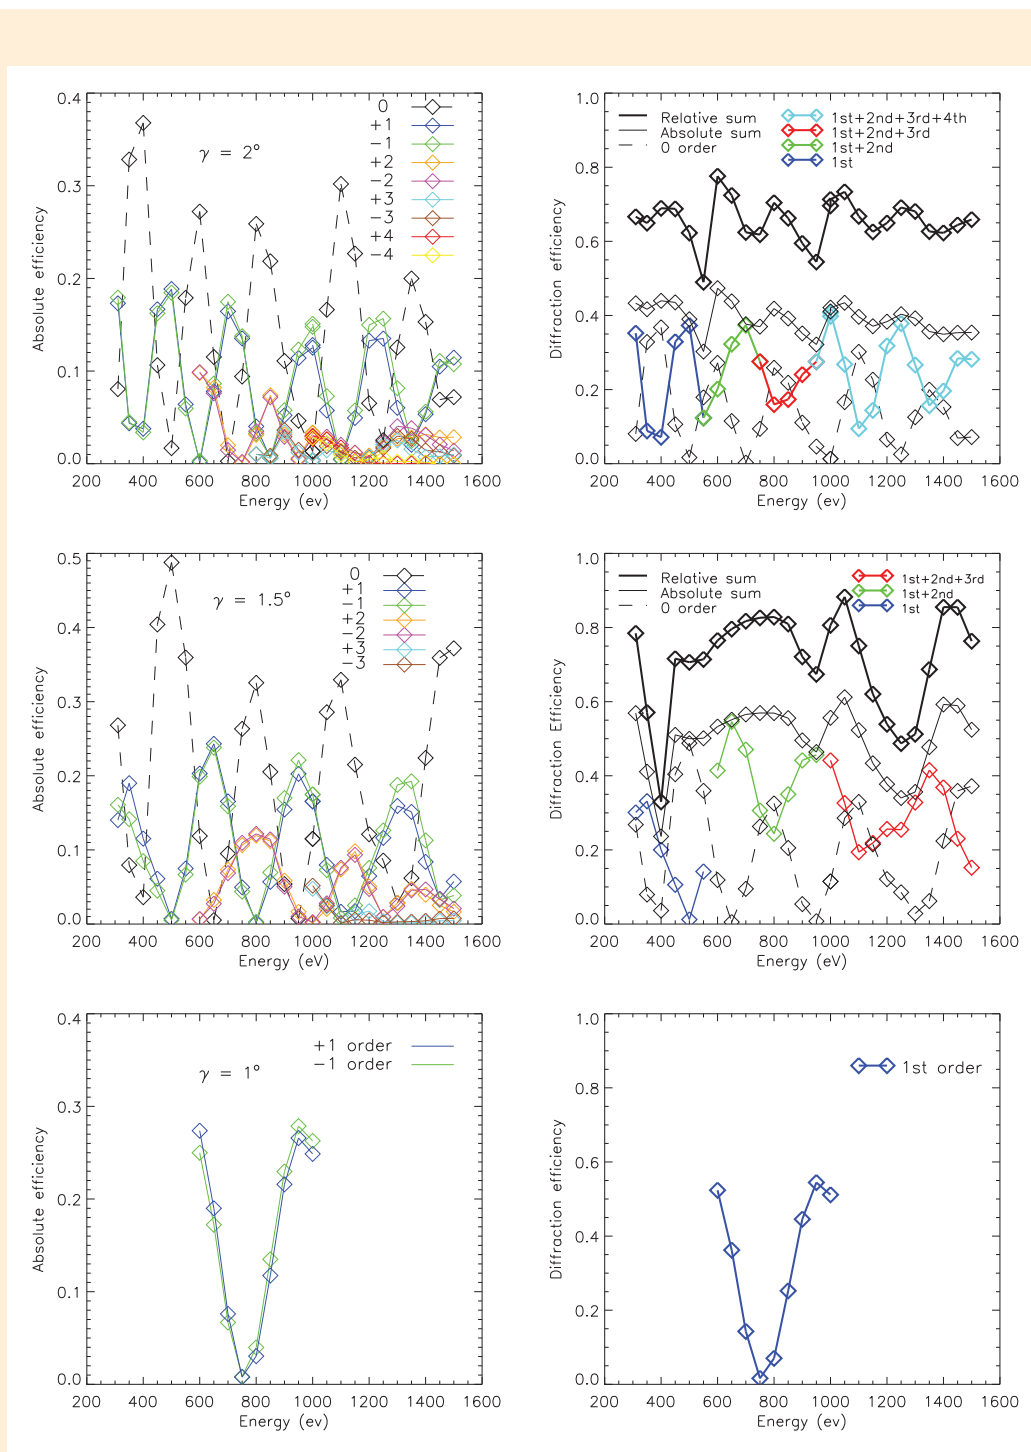 0.4
0.3
0.2
0.1
0.0
200 400 600 800 1000 1200 1400 1600
Energy (ev)
Absolute efficiency
γ = 2°
0
+1
−1
+2
−2
+3
−3
+4
−4
1.0
0.8
0.6
0.4
0.2
0.0
200 400 600 800 1000 1200 1400 1600
Energy (ev)
Diffraction efficiency
Relative sum
Absolute sum
0 order
1st+2nd+3rd+4th
1st+2nd+3rd
1st+2nd
1st
0.5
0.4
0.3
0.2
0.1
0.0
200 400 600 800 1000 1200 1400 1600
Energy (eV)
Absolute efficiency
γ = 1.5°
0
+1
−1
+2
−2
+3
−3
1.0
0.8
0.6
0.4
0.2
0.0
200 400 600 800 1000 1200 1400 1600
Energy (ev)
Diffraction Efficiency
Relative sum
Absolute sum
0 order
1st+2nd+3rd
1st+2nd
1st
0.4
0.3
0.2
0.1
0.0
200 400 600 800 1000 1200 1400 1600
Energy (ev)
Absolute efficiency
γ = 1°
+1 order
−1 order
1.0
0.8
0.6
0.4
0.2
0.0
200 400 600 800 1000 1200 1400 1600
Energy (ev)
Diffraction efficiency
1st order